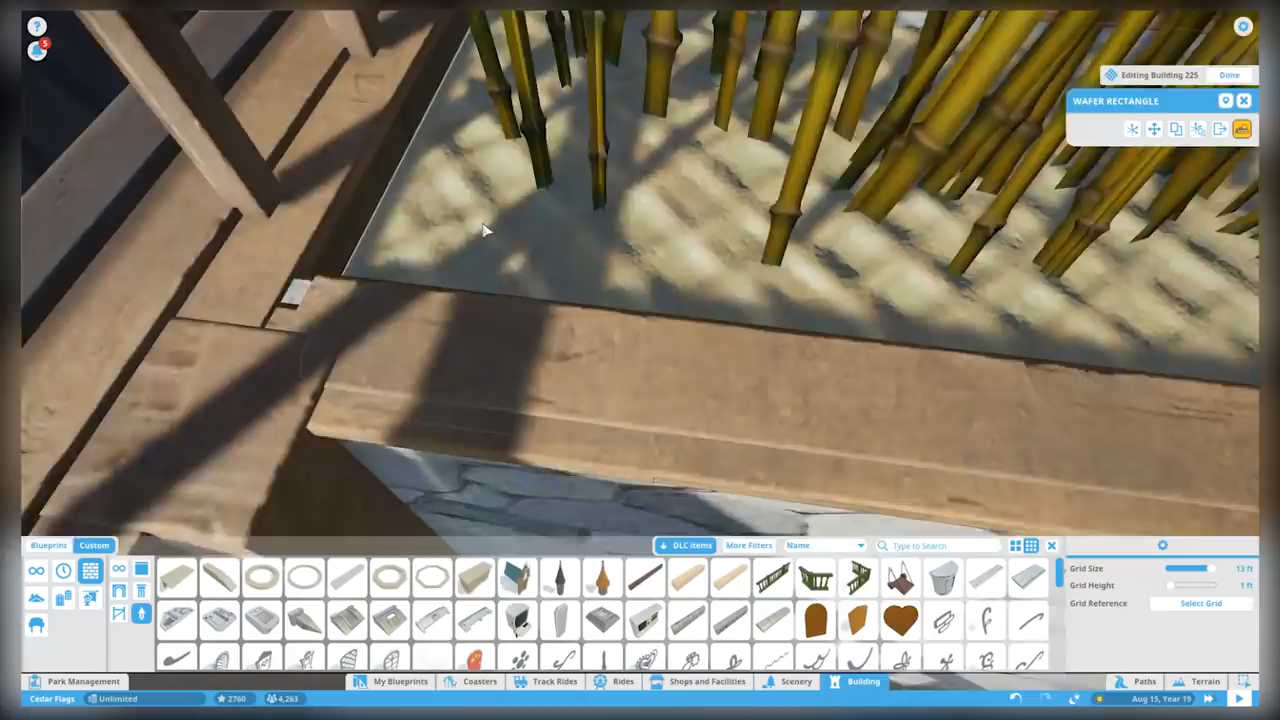 ?
5
Editing Building 225 Done
WAFER RECTANGLE
Blueprint Custom DLC Items More Filters Name Type to Search
Grid Size 13 ft
Grid Height 1 ft
Grid Reference Select Grid
Park Management My Blueprints Coasters Track Rides Rides Shops and Facilities Scenery Building Paths Terrain
Cedar Flags Unlimited 2760 4,263 Aug 15, Year 19